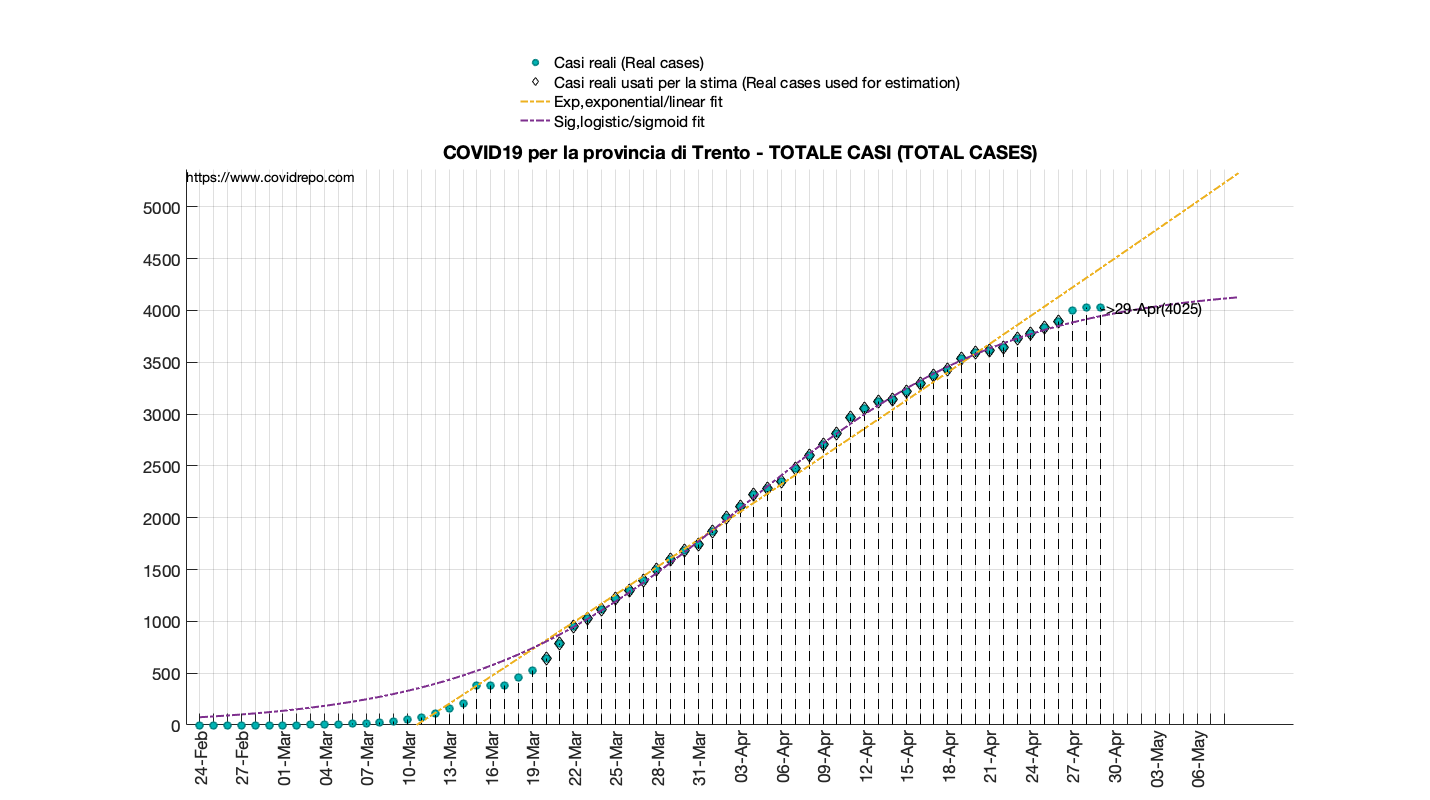 Casi reali (Real cases)
Casi reali usati per la stima (Real cases used for estimation)
Exp,exponential/linear fit
Sig,logistic/sigmoid fit
COVID19 per la provincia di Trento - TOTALE CASI (TOTAL CASES)
https://www.covidrepo.com
5000
4500
4000
>29-Apr(4025)
3500
3000
2500
2000
1500
1000
500
0
24-Feb
27-Feb
01-Mar
04-Mar
07-Mar
10-Mar
13-Mar
16-Mar
19-Mar
22-Mar
25-Mar
28-Mar
31-Mar
03-Apr
06-Apr
09-Apr
12-Apr
15-Apr
18-Apr
21-Apr
24-Apr
27-Apr
30-Apr
03-May
06-May